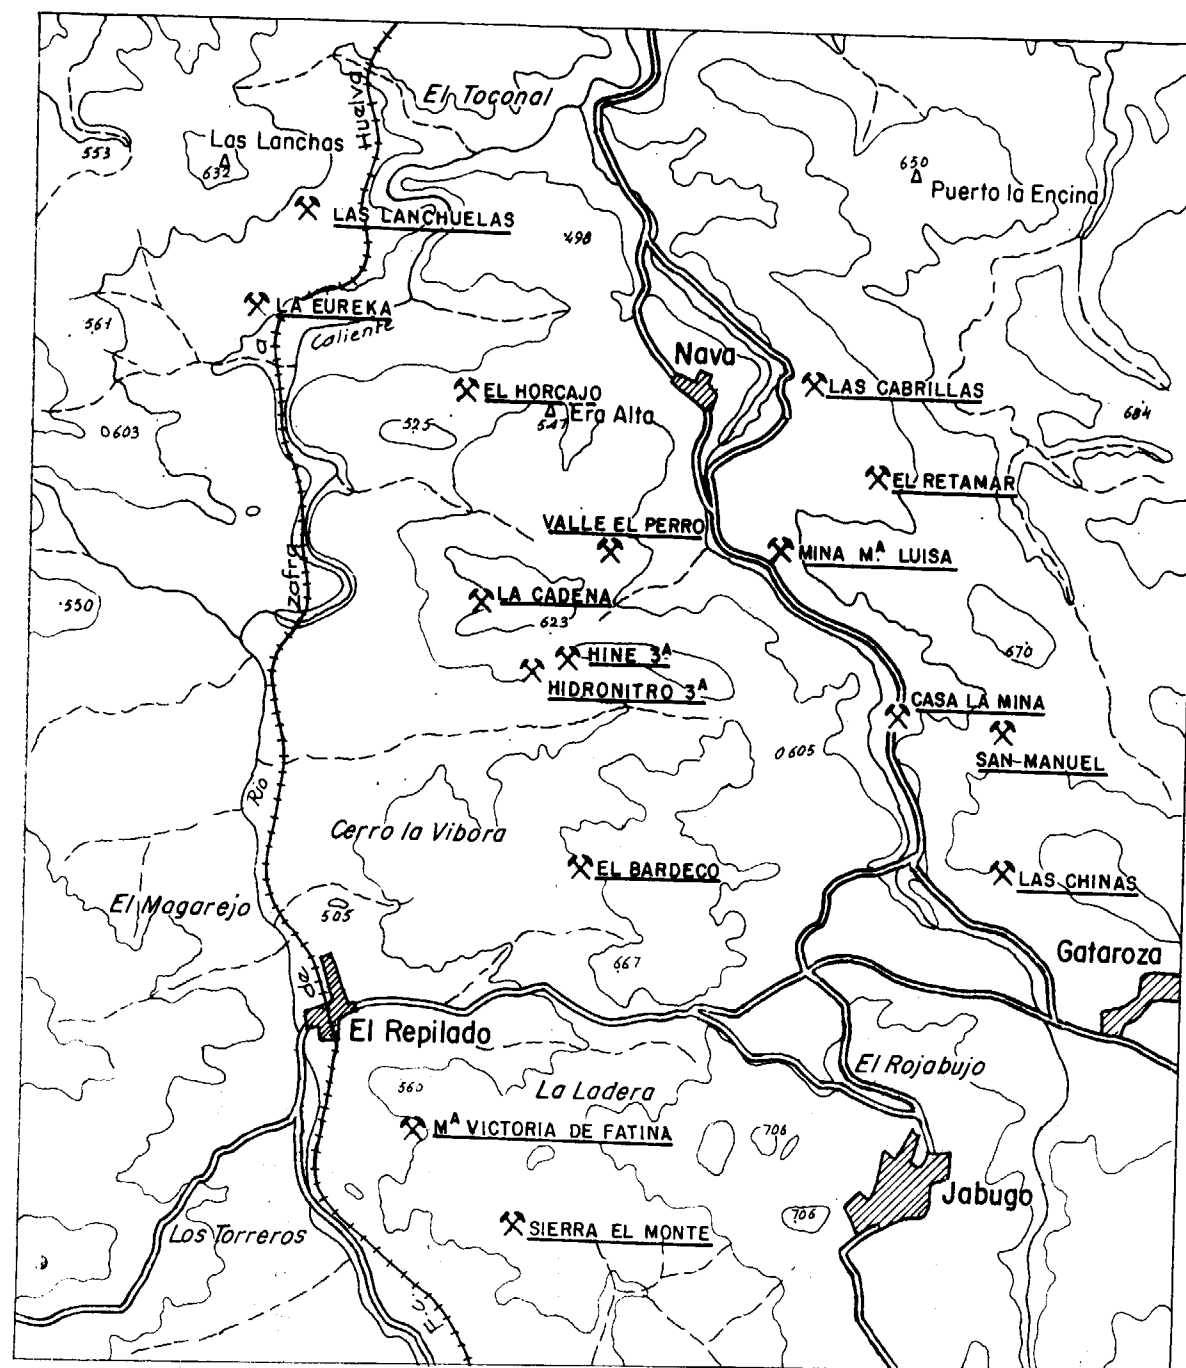 El Toconal
Huelva
553
Las Lanchas
632
650
Puerto la Encina
LAS LANCHUELAS
498
LA EUREKA
561
Caliente
a
Nava
EL HORCAJO
LAS CABRILLAS
547
Era Alta
684
0603
525
EL RETAMAR
VALLE EL PERRO
MINA Mª. LUISA
Zafra
LA CADENA
550
623
HINE 3ª
670
HIDRONITRO 3ª
CASA LA MINA
0605
SAN-MANUEL
Rio
Cerro la Vibora
EL BARDECO
LAS CHINAS
El Magarejo
505
Gataroza
667
de
El Repilado
El Rojabujo
560
La Ladera
Mª VICTORIA DE FATINA
706
Jabugo
706
Los Torreros
SIERRA EL MONTE
F.C.